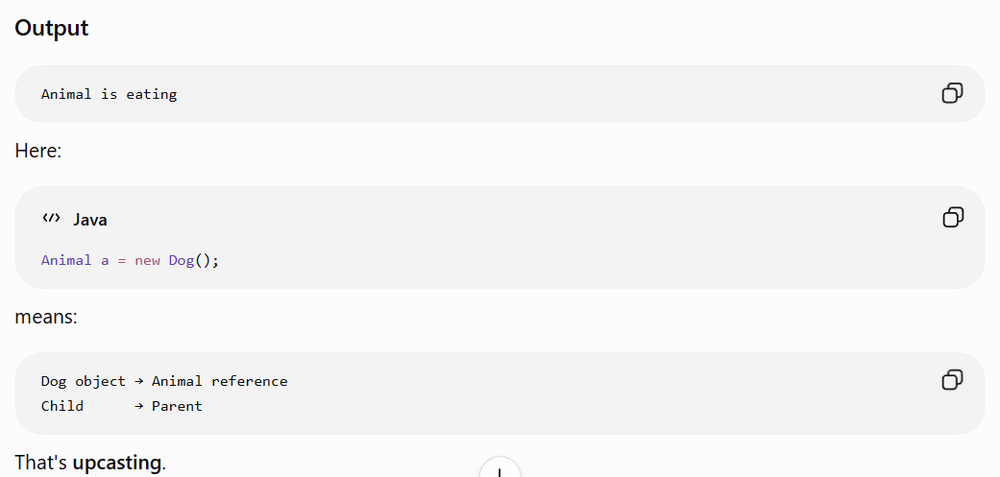 Output
Animal is eating
Here:
</> Java
Animal a = new Dog();
means:
Dog object → Animal reference
Child      → Parent
That's upcasting.